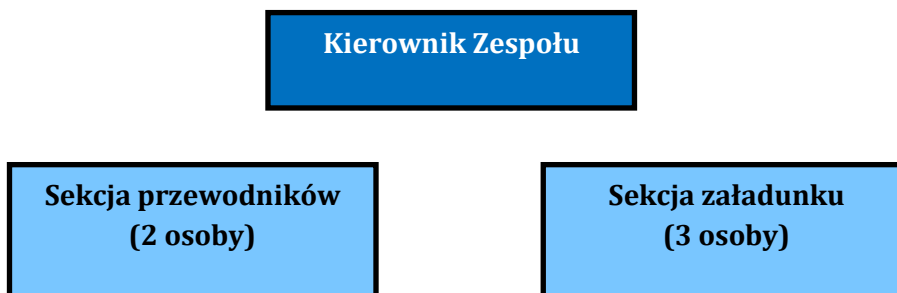 Kierownik Zespołu
Sekcja przewodników
(2 osoby)
Sekcja załadunku
(3 osoby)